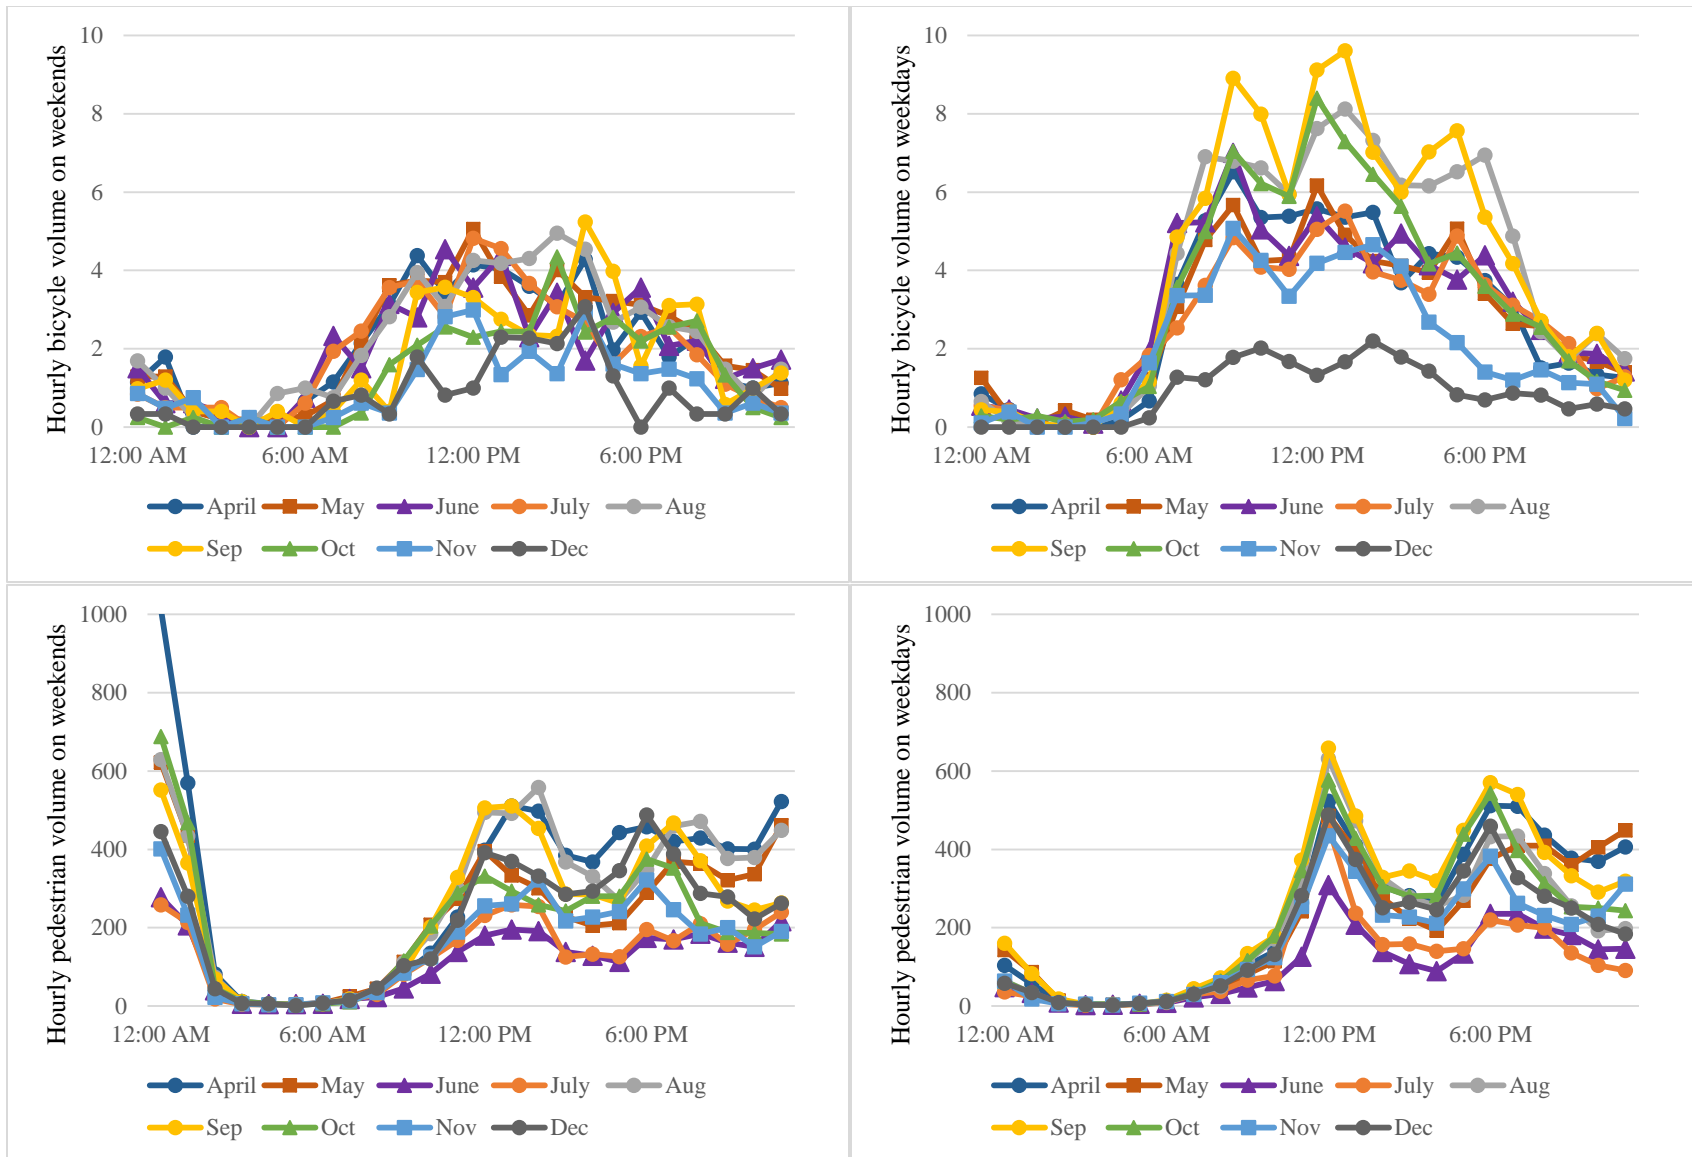 Hourly bicycle volume on weekends
10
8
6
4
2
0
12:00 AM 6:00 AM 12:00 PM 6:00 PM
April May June July Aug
Sep Oct Nov Dec
Hourly bicycle volume on weekdays
10
8
6
4
2
0
12:00 AM 6:00 AM 12:00 PM 6:00 PM
April May June July Aug
Sep Oct Nov Dec
Hourly pedestrian volume on weekends
1000
800
600
400
200
0
12:00 AM 6:00 AM 12:00 PM 6:00 PM
April May June July Aug
Sep Oct Nov Dec
Hourly pedestrian volume on weekdays
1000
800
600
400
200
0
12:00 AM 6:00 AM 12:00 PM 6:00 PM
April May June July Aug
Sep Oct Nov Dec